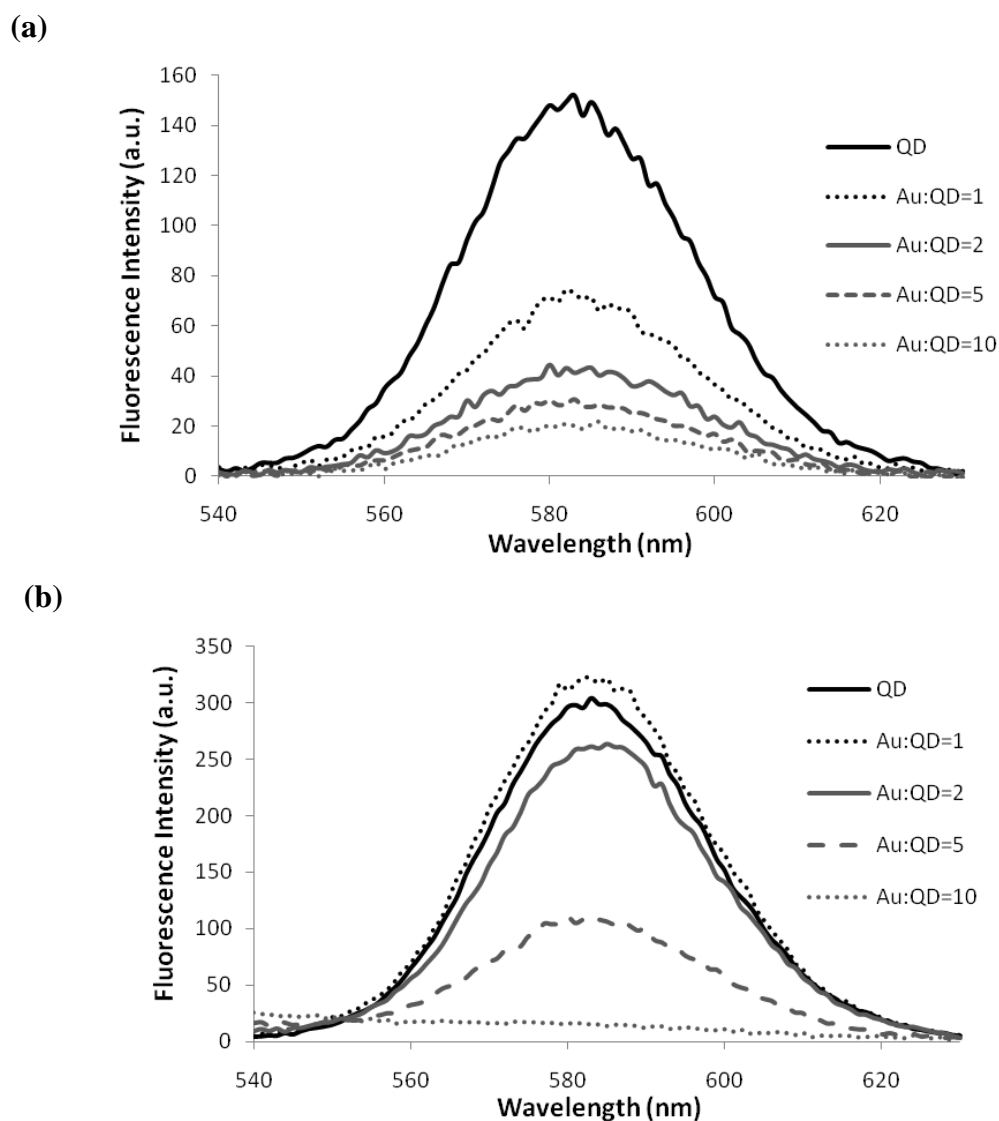 (a)
160
140
120
100
80
60
40
20
0
Fluorescence Intensity (a.u.)
540 560 580 600 620
Wavelength (nm)
QD
Au:QD=1
Au:QD=2
Au:QD=5
Au:QD=10
(b)
350
300
250
200
150
100
50
0
Fluorescence Intensity (a.u.)
540 560 580 600 620
Wavelength (nm)
QD
Au:QD=1
Au:QD=2
Au:QD=5
Au:QD=10